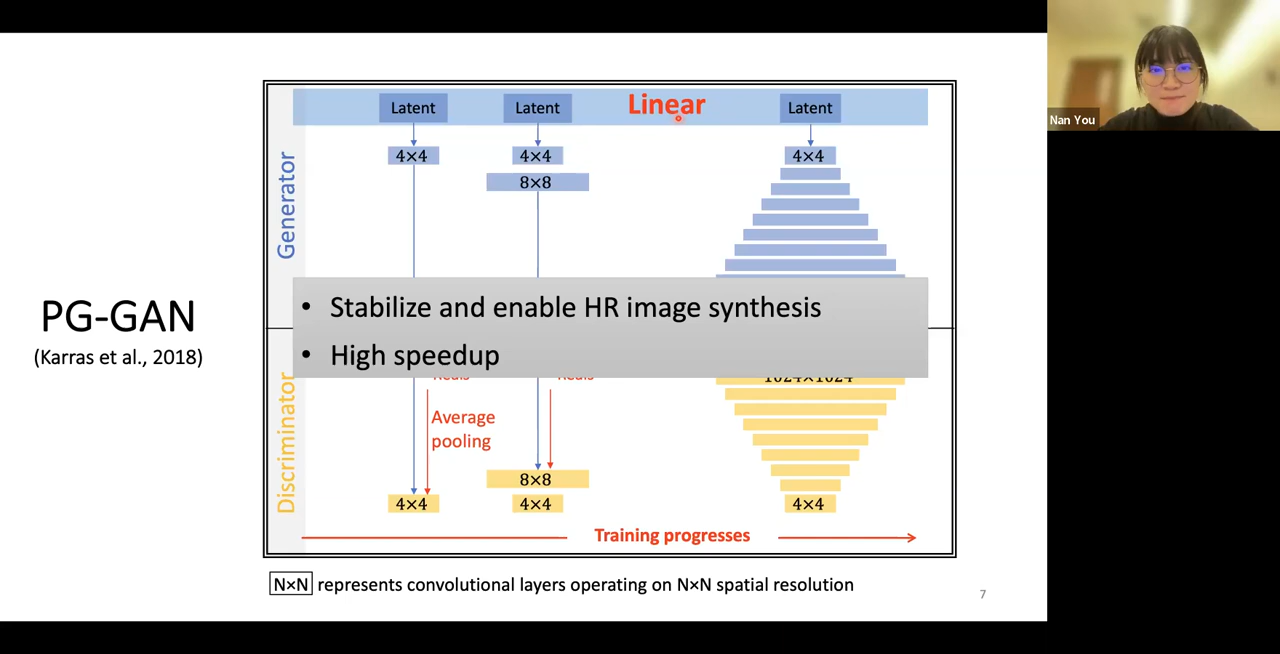 Nan You
Latent
Latent
Linear
Latent
4×4
4×4
4×4
8×8
Generator
• Stabilize and enable HR image synthesis
• High speedup
PG-GAN
(Karras et al., 2018)
1024×1024
Average
pooling
Discriminator
8×8
4×4
4×4
4×4
Training progresses
N×N represents convolutional layers operating on N×N spatial resolution
7